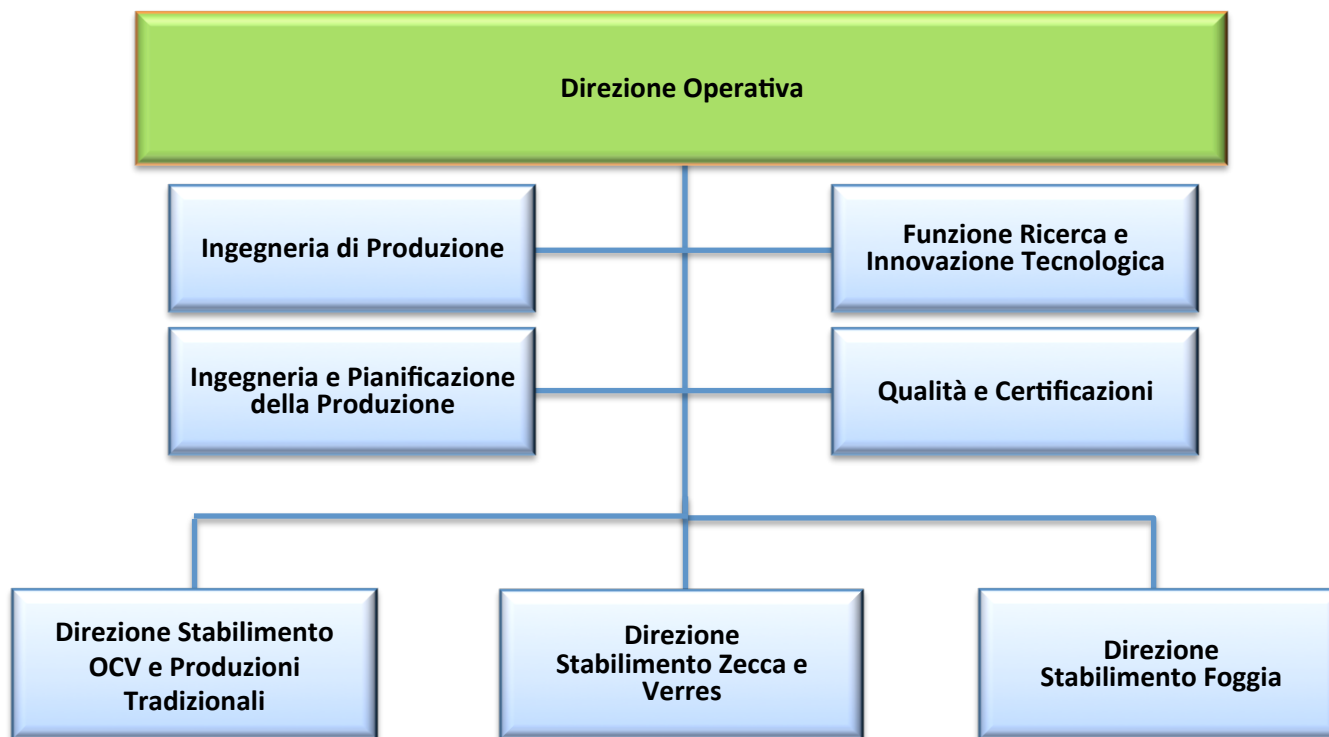 Direzione Operativa
Ingegneria di Produzione
Funzione Ricerca e
Innovazione Tecnologica
Ingegneria e Pianificazione
della Produzione
Qualità e Certificazioni
Direzione Stabilimento
OCV e Produzioni
Tradizionali
Direzione
Stabilimento Zecca e
Verres
Direzione
Stabilimento Foggia